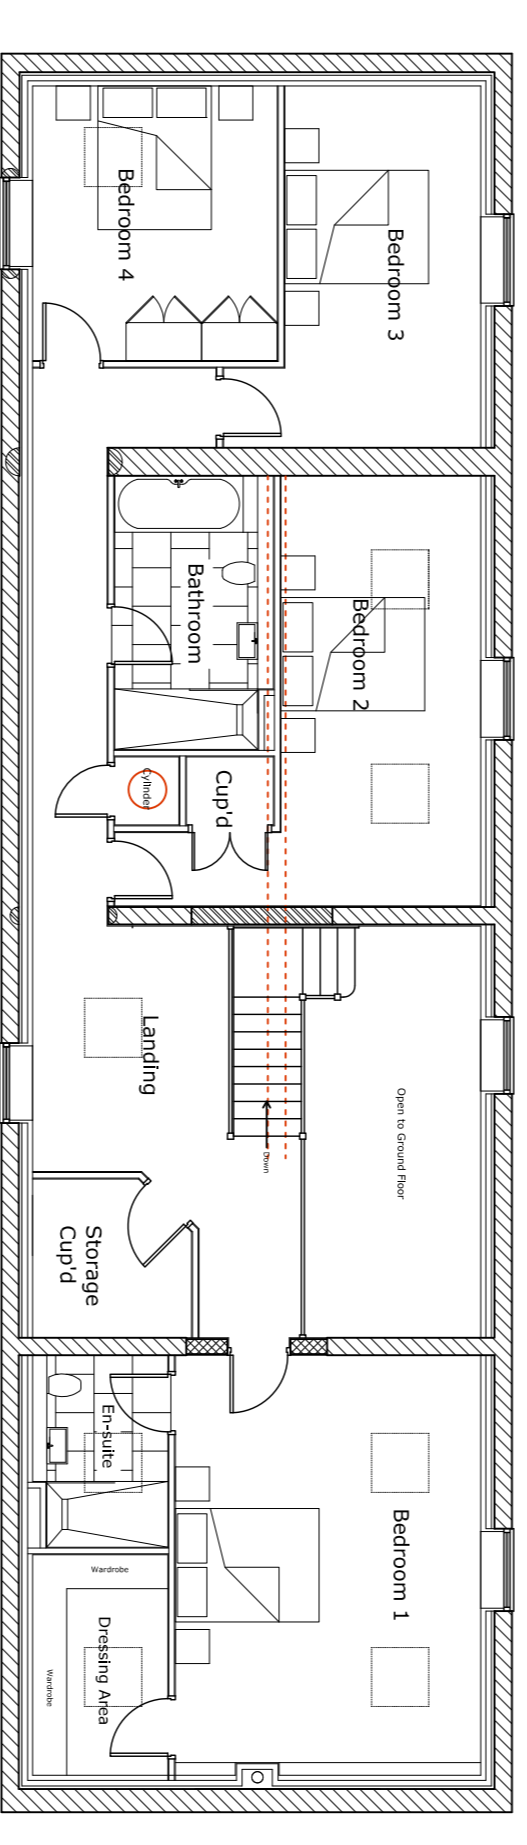 Bedroom 4
Bedroom 3
Bathroom
Bedroom 2
Cylinder
Cup'd
Landing
Open to Ground Floor
Down
Storage
Cup'd
En-suite
Bedroom 1
Wardrobe
Dressing Area
Wardrobe